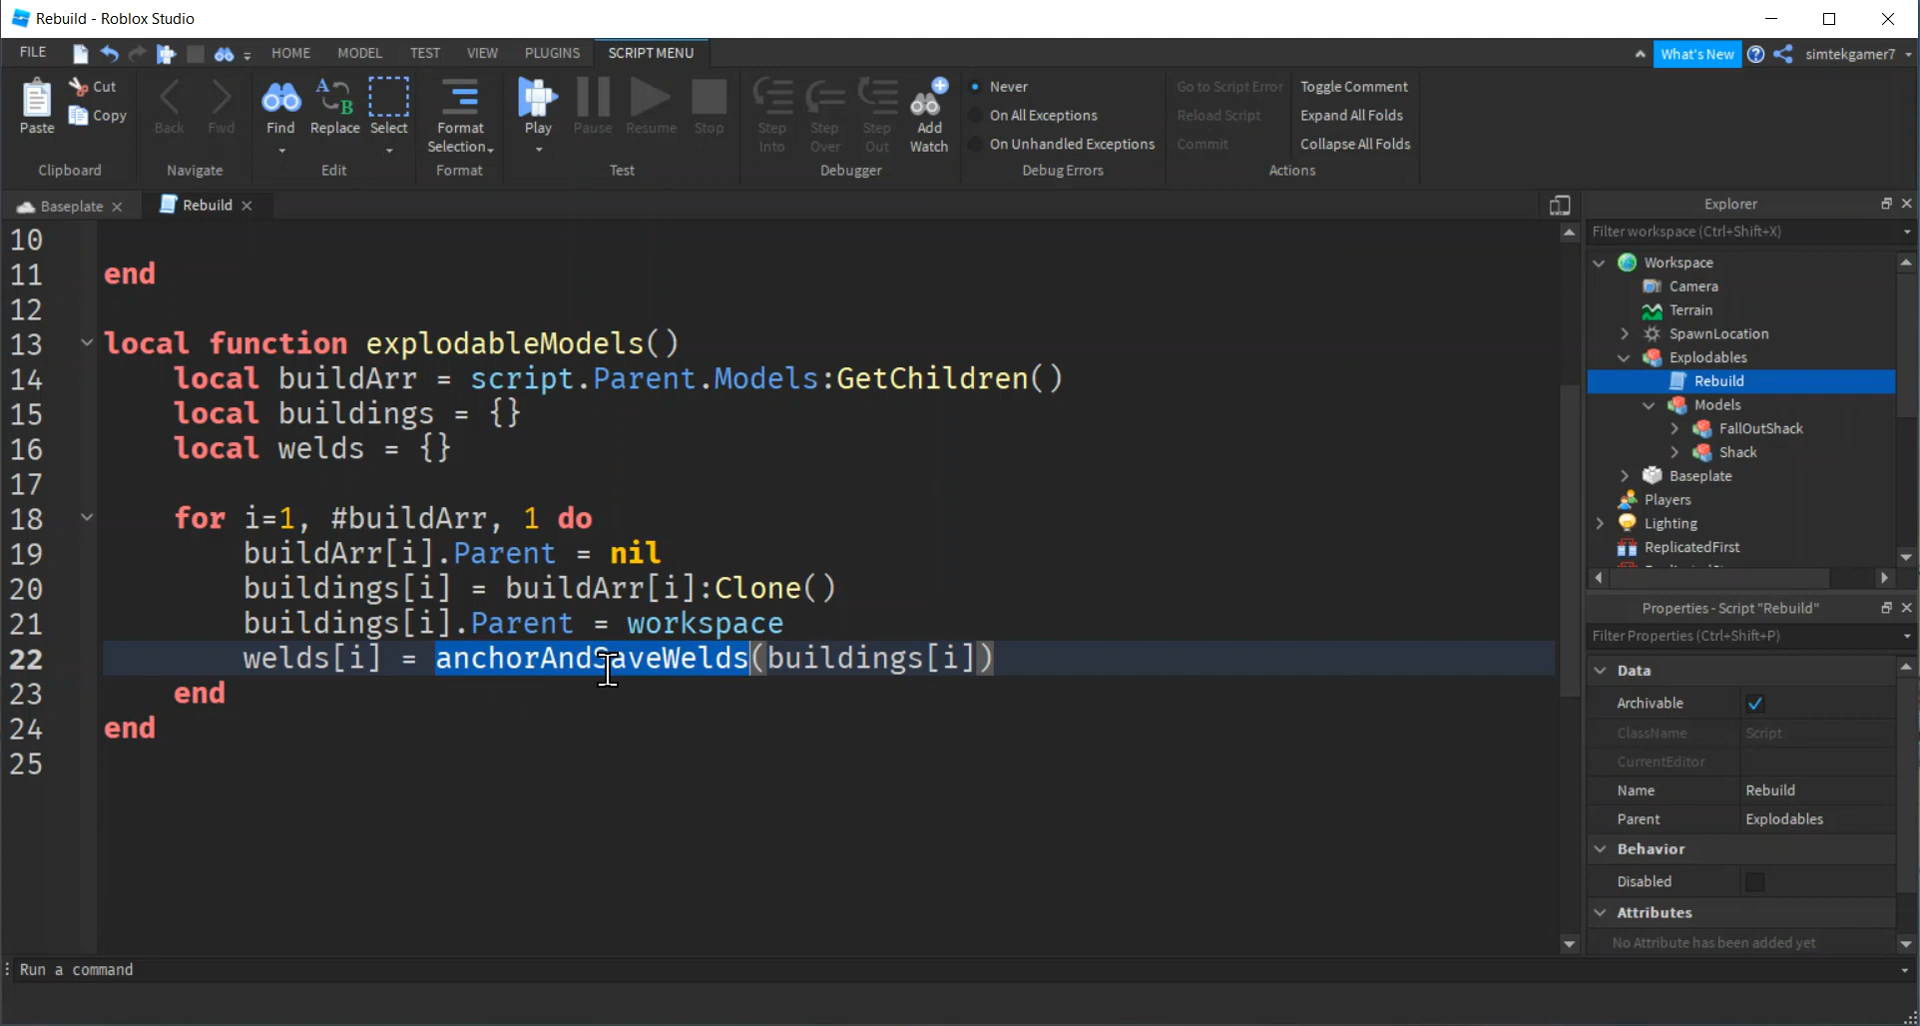 Rebuild - Roblox Studio
FILE HOME MODEL TEST VIEW PLUGINS SCRIPT MENU What's New simtekgamer7
Paste Cut Copy Back Fwd Find Replace Select Format Selection Play Pause Resume Stop Step Into Step Over Step Out Add Watch
Never
On All Exceptions
On Unhandled Exceptions
Go to Script Error
Reload Script
Commit
Toggle Comment
Expand All Folds
Collapse All Folds
Clipboard Navigate Edit Format Test Debugger Debug Errors Actions
Baseplate Rebuild
10
11 end
12
13 local function explodableModels()
14 local buildArr = script.Parent.Models:GetChildren()
15 local buildings = {}
16 local welds = {}
17
18 for i=1, #buildArr, 1 do
19 buildArr[i].Parent = nil
20 buildings[i] = buildArr[i]:Clone()
21 buildings[i].Parent = workspace
22 welds[i] = anchorAndSaveWelds(buildings[i])
23 end
24 end
25
Run a command
Explorer
Filter workspace (Ctrl+Shift+X)
Workspace
Camera
Terrain
SpawnLocation
Explodables
Rebuild
Models
FallOutShack
Shack
Baseplate
Players
Lighting
ReplicatedFirst
Properties - Script "Rebuild"
Filter Properties (Ctrl+Shift+P)
Data
Archivable
ClassName Script
CurrentEditor
Name Rebuild
Parent Explodables
Behavior
Disabled
Attributes
No Attribute has been added yet